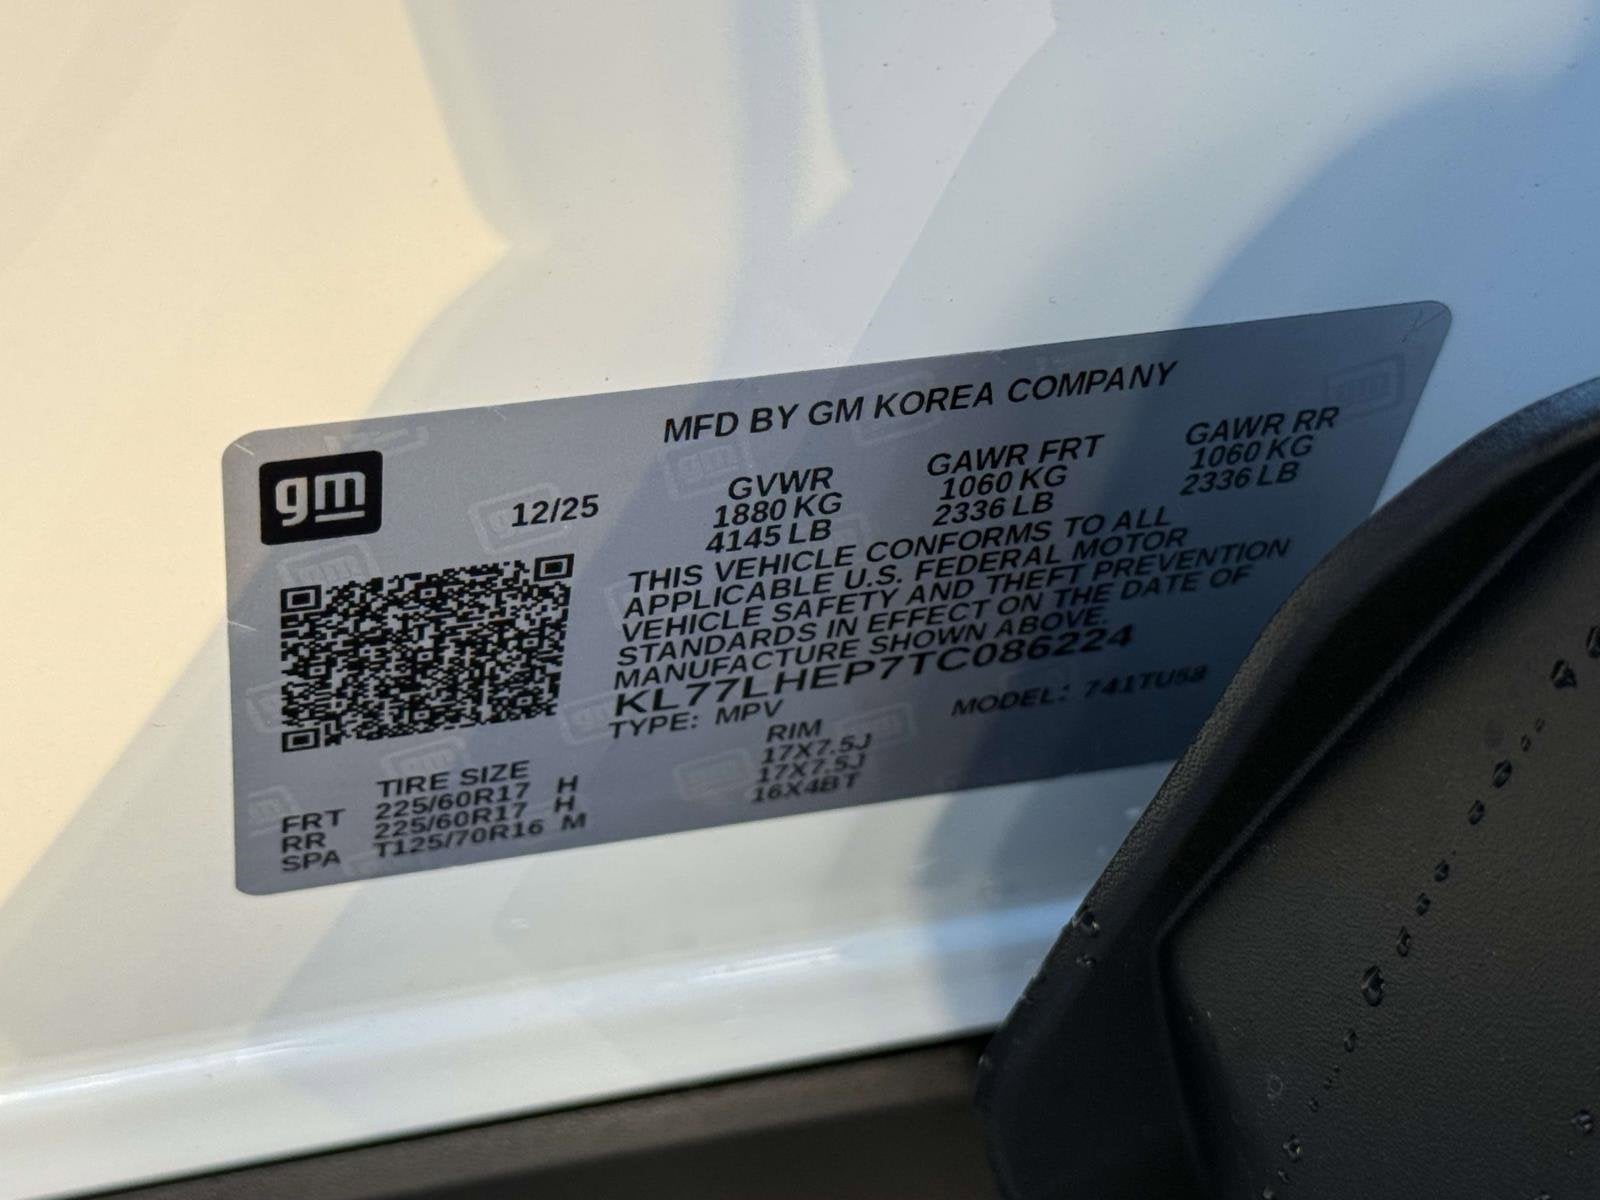 MFD BY GM KOREA COMPANY
gm
12/25
GVWR
1880 KG
4145 LB
GAWR FRT
1060 KG
2336 LB
GAWR RR
1060 KG
2336 LB
THIS VEHICLE CONFORMS TO ALL
APPLICABLE U.S. FEDERAL MOTOR
VEHICLE SAFETY AND THEFT PREVENTION
STANDARDS IN EFFECT ON THE DATE OF
MANUFACTURE SHOWN ABOVE.
KL77LHEP7TC086224
TYPE: MPV MODEL: 741TU58
TIRE SIZE RIM
FRT 225/60R17 H 17X7.5J
RR 225/60R17 H 17X7.5J
SPA T125/70R16 M 16X4BT